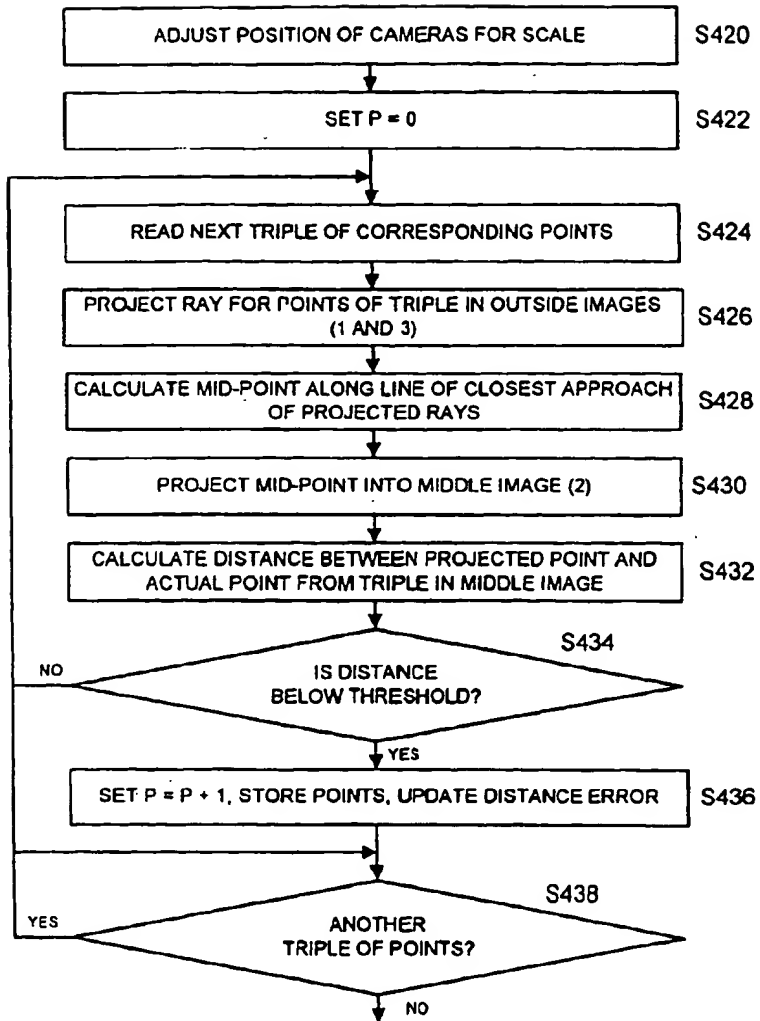 ADJUST POSITION OF CAMERAS FOR SCALE
S420
SET P = 0
S422
READ NEXT TRIPLE OF CORRESPONDING POINTS
S424
PROJECT RAY FOR POINTS OF TRIPLE IN OUTSIDE IMAGES
(1 AND 3)
S426
CALCULATE MID-POINT ALONG LINE OF CLOSEST APPROACH
OF PROJECTED RAYS
S428
PROJECT MID-POINT INTO MIDDLE IMAGE (2)
S430
CALCULATE DISTANCE BETWEEN PROJECTED POINT AND
ACTUAL POINT FROM TRIPLE IN MIDDLE IMAGE
S432
S434
NO
IS DISTANCE
BELOW THRESHOLD?
YES
SET P = P + 1, STORE POINTS, UPDATE DISTANCE ERROR
S436
S438
YES
ANOTHER
TRIPLE OF POINTS?
NO